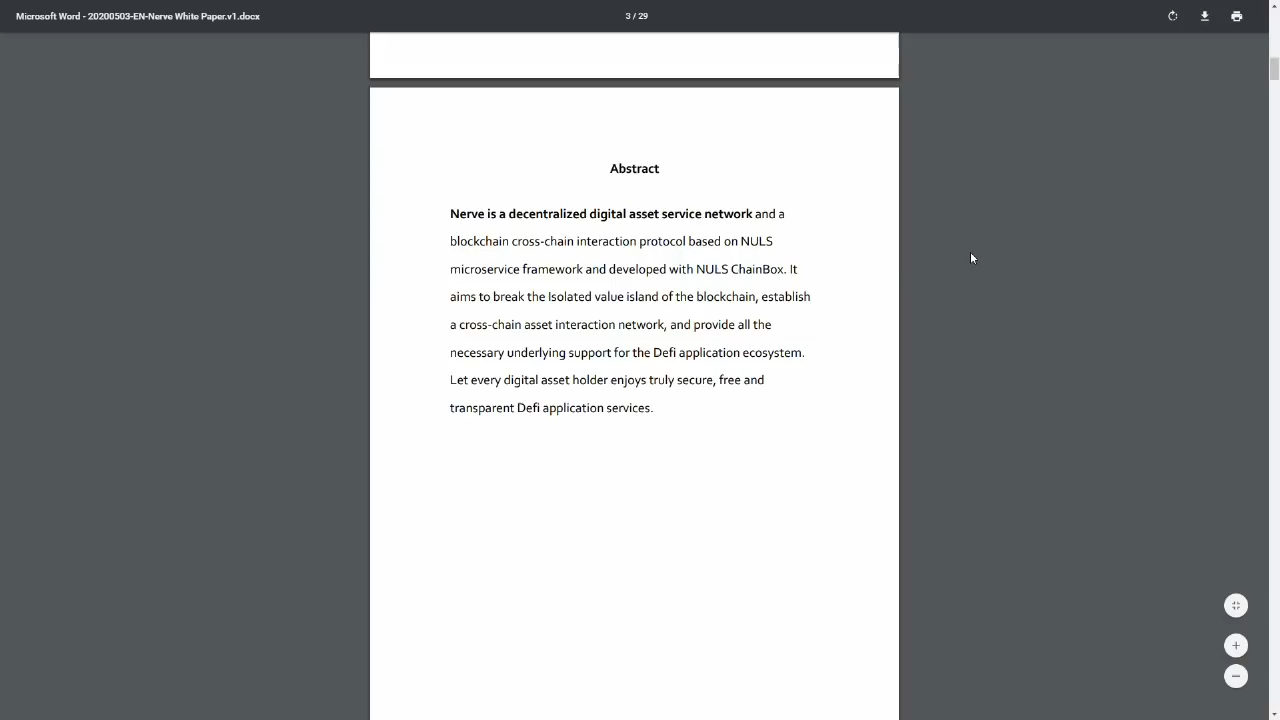 Microsoft Word - 20200503-EN-Nerve White Paper.v1.docx
3 / 29
Abstract
Nerve is a decentralized digital asset service network and a
blockchain cross-chain interaction protocol based on NULS
microservice framework and developed with NULS ChainBox. It
aims to break the Isolated value island of the blockchain, establish
a cross-chain asset interaction network, and provide all the
necessary underlying support for the Defi application ecosystem.
Let every digital asset holder enjoys truly secure, free and
transparent Defi application services.